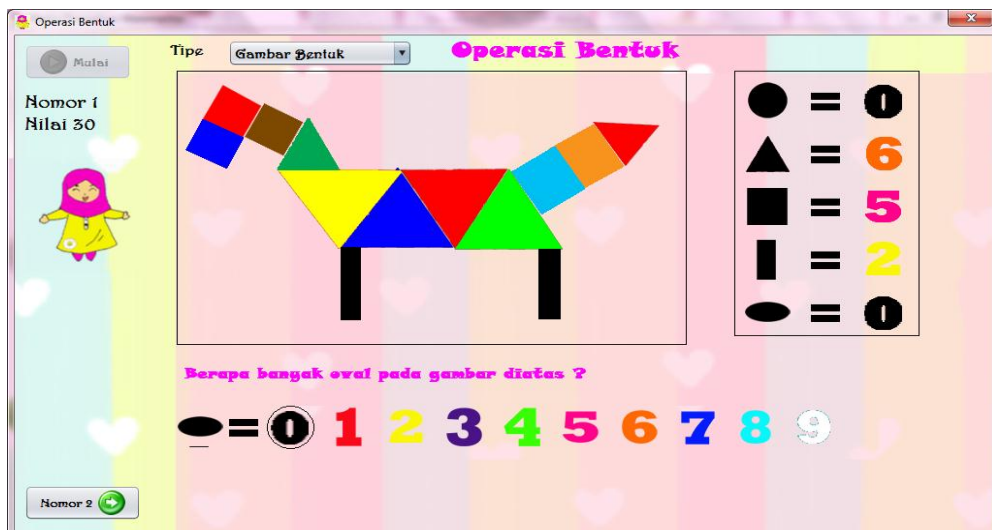 Operasi Bentuk
Mulai
Tipe Gambar Bentuk Operasi Bentuk
Nomor 1
Nilai 30
= 0
= 6
= 5
= 2
= 0
Berapa banyak oval pada gambar diatas ?
= 0 1 2 3 4 5 6 7 8 9
Nomor 2